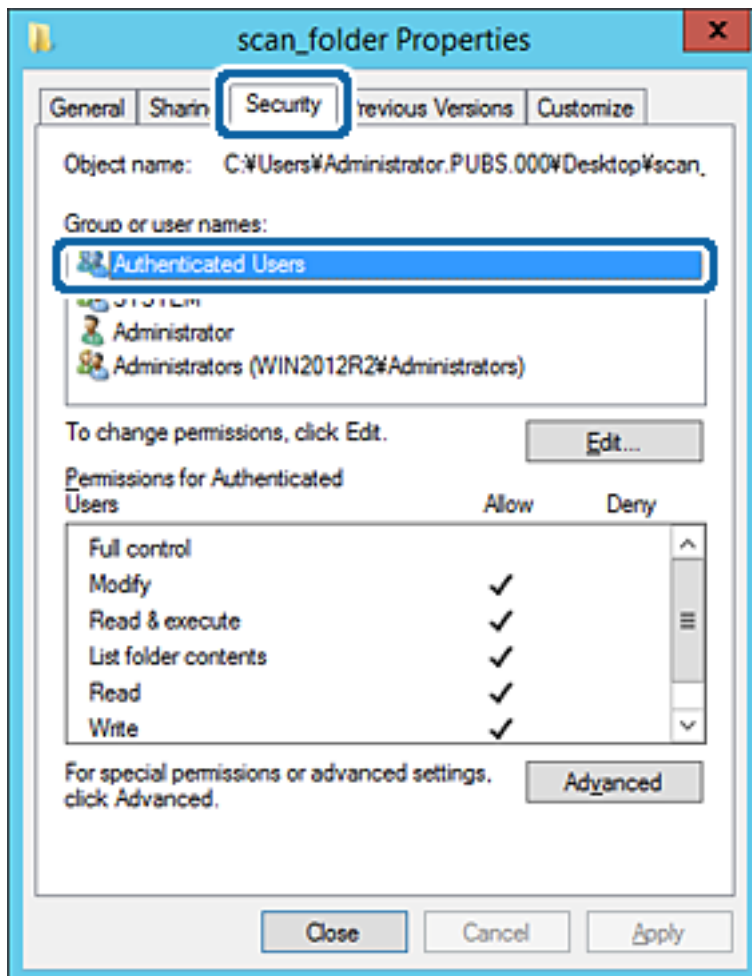 scan_folder Properties
General Sharin Security revious Versions Customize
Object name: C:¥Users¥Administrator.PUBS.000¥Desktop¥scan_
Group or user names:
Authenticated Users
SYSTEM
Administrator
Administrators (WIN2012R2¥Administrators)
To change permissions, click Edit.
Edit...
Permissions for Authenticated
Users Allow Deny
Full control
Modify
Read & execute
List folder contents
Read
Write
For special permissions or advanced settings,
click Advanced.
Advanced
Close Cancel Apply